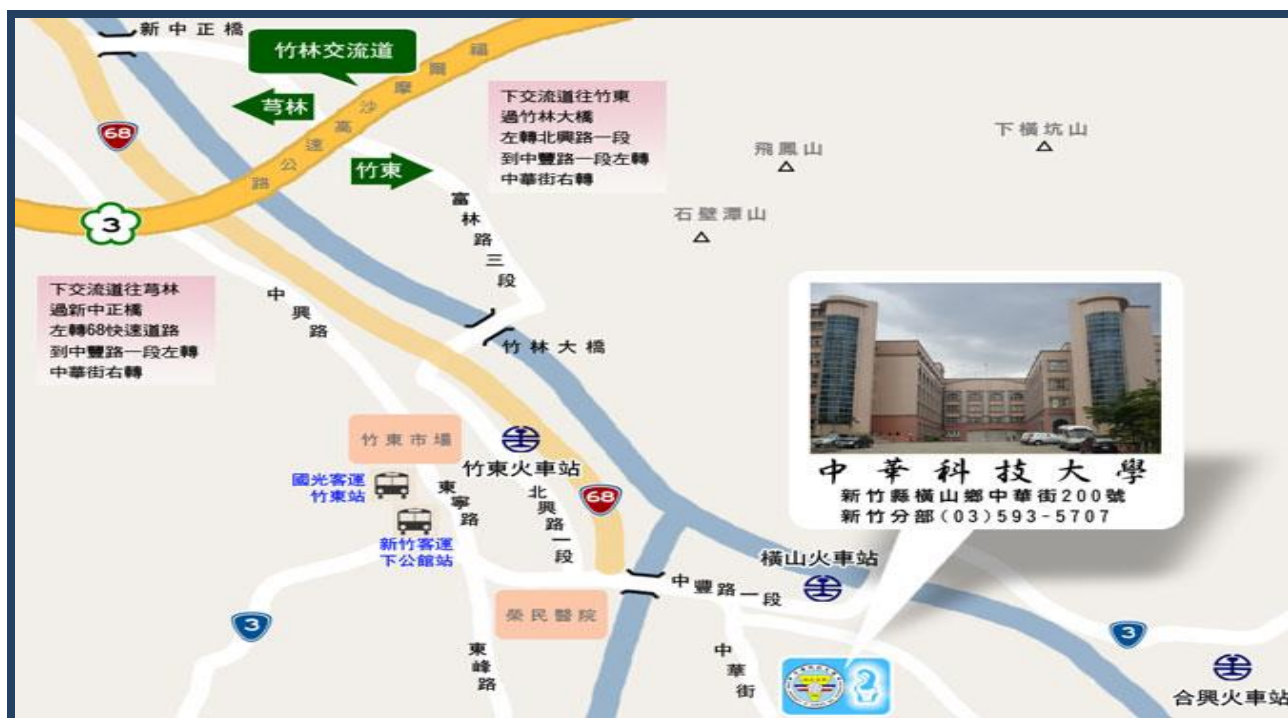 新中正橋
竹林交流道
福爾摩沙高速公路
芎林
68
竹東
3
下交流道往竹東
過竹林大橋
左轉北興路一段
到中豐路一段左轉
中華街右轉
飛鳳山
下橫坑山
石壁潭山
富林路三段
下交流道往芎林
過新中正橋
左轉68快速道路
到中豐路一段左轉
中華街右轉
中興路
竹林大橋
竹東市場
竹東火車站
國光客運
竹東站
東寧路
北興路一段
68
新竹客運
下公館站
中華科技大學
新竹縣橫山鄉中華街200號
新竹分部(03)593-5707
橫山火車站
中豐路一段
榮民醫院
3
東峰路
中華街
3
合興火車站